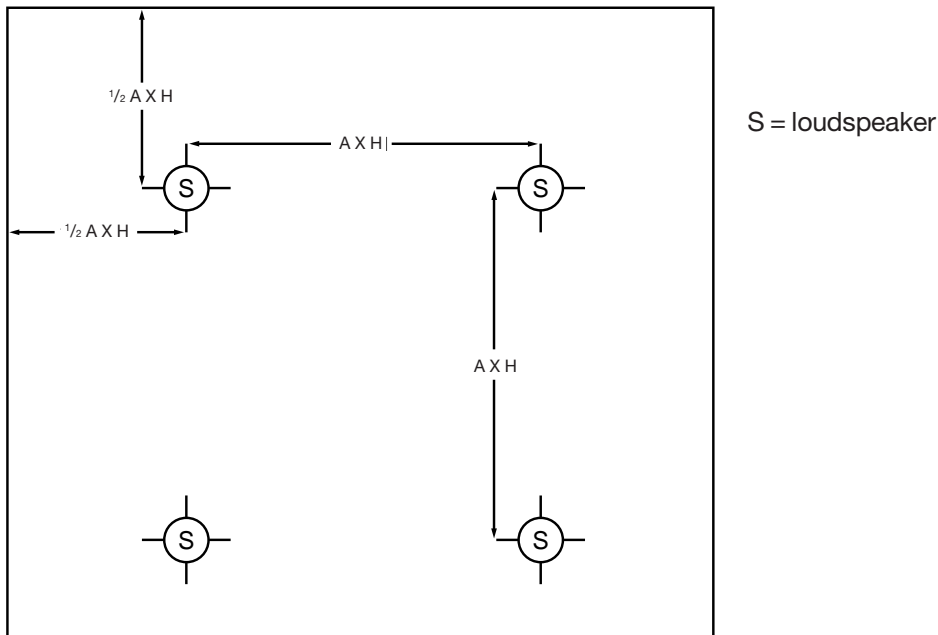 ½ A X H
S = loudspeaker
A X H|
S
S
½ A X H
A X H
S
S